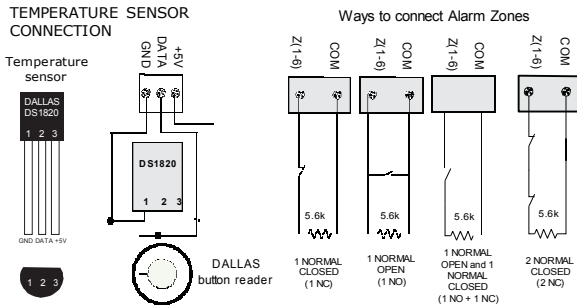 TEMPERATURE SENSOR
CONNECTION
Temperature
sensor
DALLAS
DS1820
1 2 3
GND DATA +5V
1 2 3
GND
DATA
+5V
DS1820
1 2 3
DALLAS
button reader
Ways to connect Alarm Zones
Z(1-6)
COM
5.6k
1 NORMAL
CLOSED
(1 NC)
Z(1-6)
COM
5.6k
1 NORMAL
OPEN
(1 NO)
Z(1-6)
COM
5.6k
1 NORMAL
OPEN and 1
NORMAL
CLOSED
(1 NO + 1 NC)
Z(1-6)
COM
5.6k
2 NORMAL
CLOSED
(2 NC)